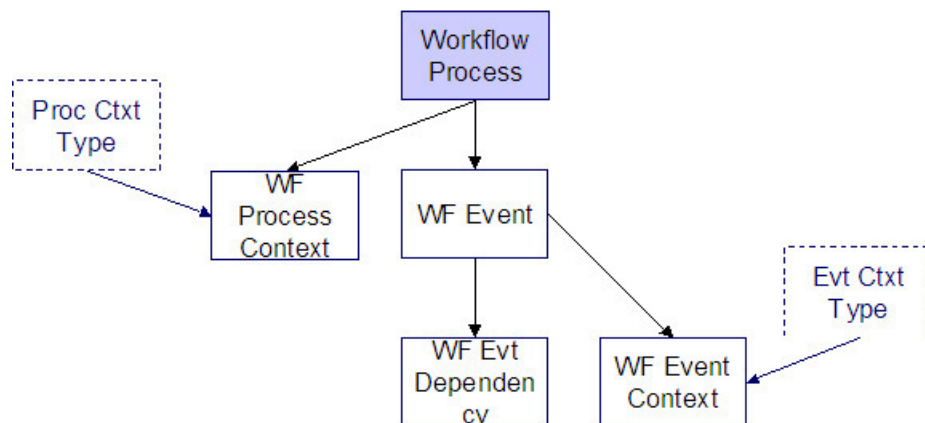 Workflow
Process
Proc Ctxt
Type
WF
Process
Context
WF Event
Evt Ctxt
Type
WF Evt
Dependen
cy
WF Event
Context